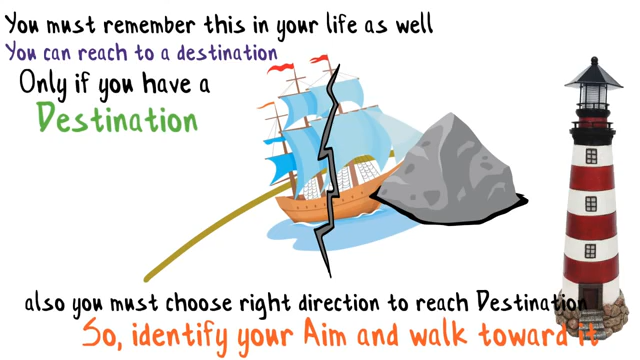 You must remember this in your life as well
You can reach to a destination
Only if you have a
Destination
also you must choose right direction to reach Destination
So, identify your Aim and walk toward it